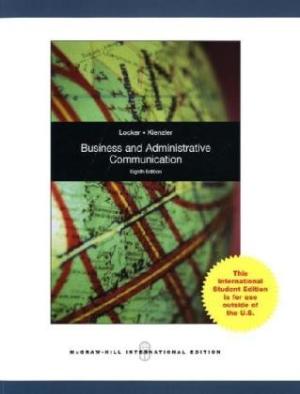 Locker • Kienzler
Business and Administrative
Communication
Eighth Edition
This
International
Student Edition
is for use
outside of
the U.S.
McGRAW-HILL INTERNATIONAL EDITION